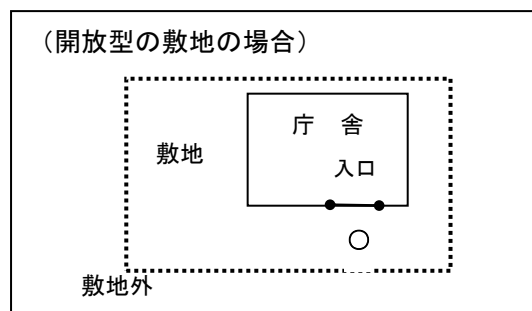 （開放型の敷地の場合）
庁 舎
敷地
入口
敷地外